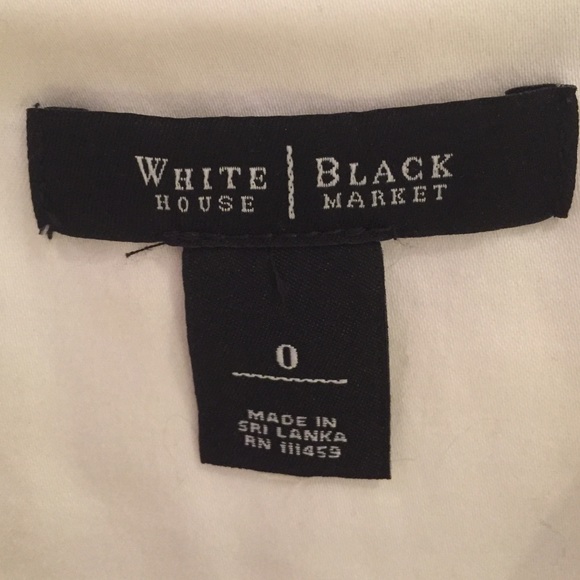 WHITE | BLACK
HOUSE MARKET
0
MADE IN
SRI LANKA
RN 111459